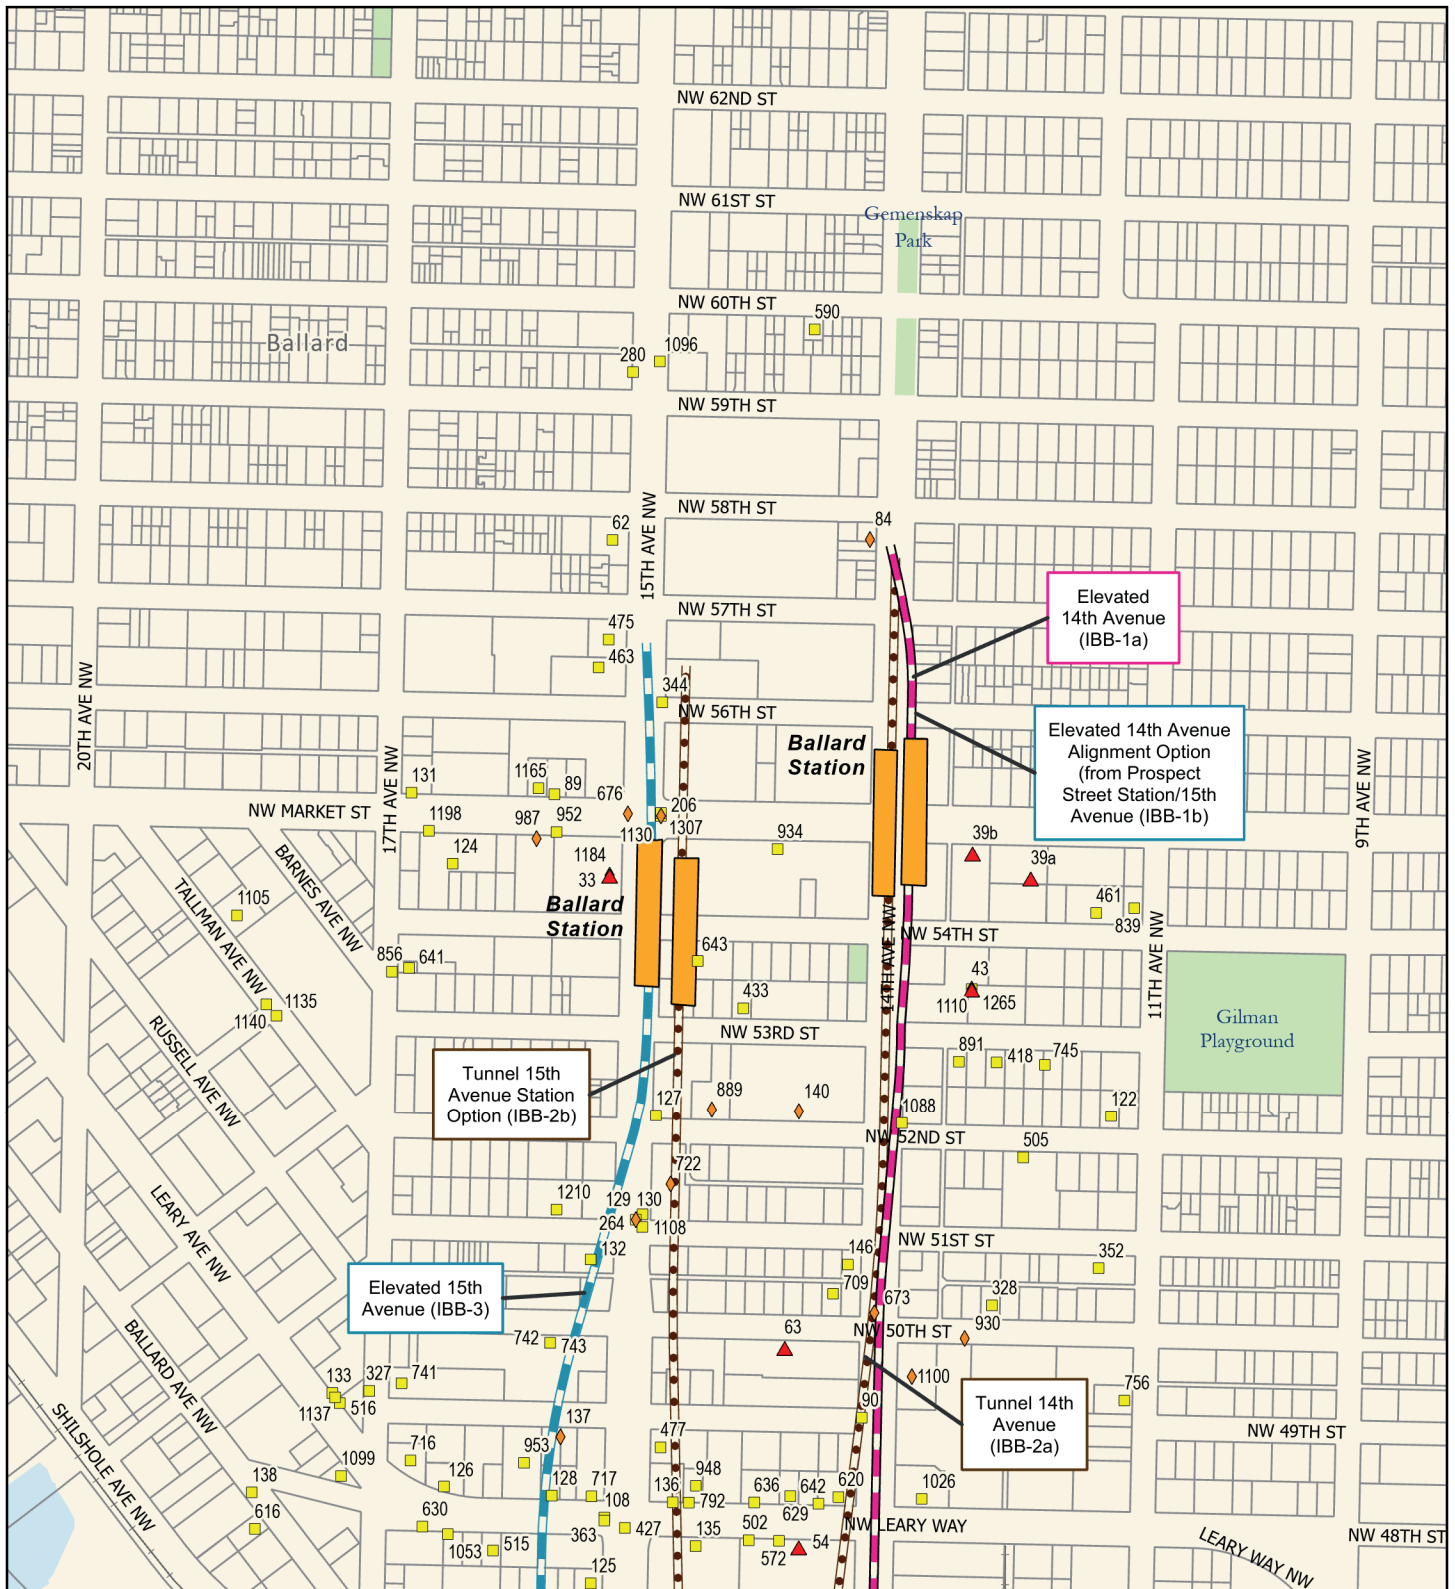 NW 62ND ST
NW 61ST ST
Gemenskap
Park
NW 60TH ST
590
Ballard
1096
280
NW 59TH ST
15TH AVE NW
NW 58TH ST
84
62
Elevated
14th Avenue
(IBB-1a)
NW 57TH ST
475
463
20TH AVE NW
344
NW 56TH ST
Elevated 14th Avenue
Alignment Option
(from Prospect
Street Station/15th
Avenue (IBB-1b)
Ballard
Station
17TH AVE NW
9TH AVE NW
131
1165
89
676
206
NW MARKET ST
1198
987
952
1130
1307
934
39b
39a
124
1184
33
BARNES AVE NW
TALLMAN AVE NW
1105
Ballard
Station
461
839
14TH AVE NW
NW 54TH ST
11TH AVE NW
856
641
643
43
1110
1265
433
1135
1140
Gilman
Playground
RUSSELL AVE NW
NW 53RD ST
891
418
745
Tunnel 15th
Avenue Station
Option (IBB-2b)
127
889
140
1088
122
NW 52ND ST
505
722
LEARY AVE NW
1210
129
130
264
1108
NW 51ST ST
132
146
352
Elevated 15th
Avenue (IBB-3)
709
673
328
BALLARD AVE NW
742
743
63
NW 50TH ST
930
133
327
741
1100
756
1137
516
90
Tunnel 14th
Avenue
(IBB-2a)
SHILSHOLE AVE NW
137
477
NW 49TH ST
716
953
1099
126
138
128
717
136
948
792
636
642
620
1026
616
630
108
363
427
629
NW LEARY WAY
NW 48TH ST
1053
515
135
502
572
54
LEARY WAY NW
125